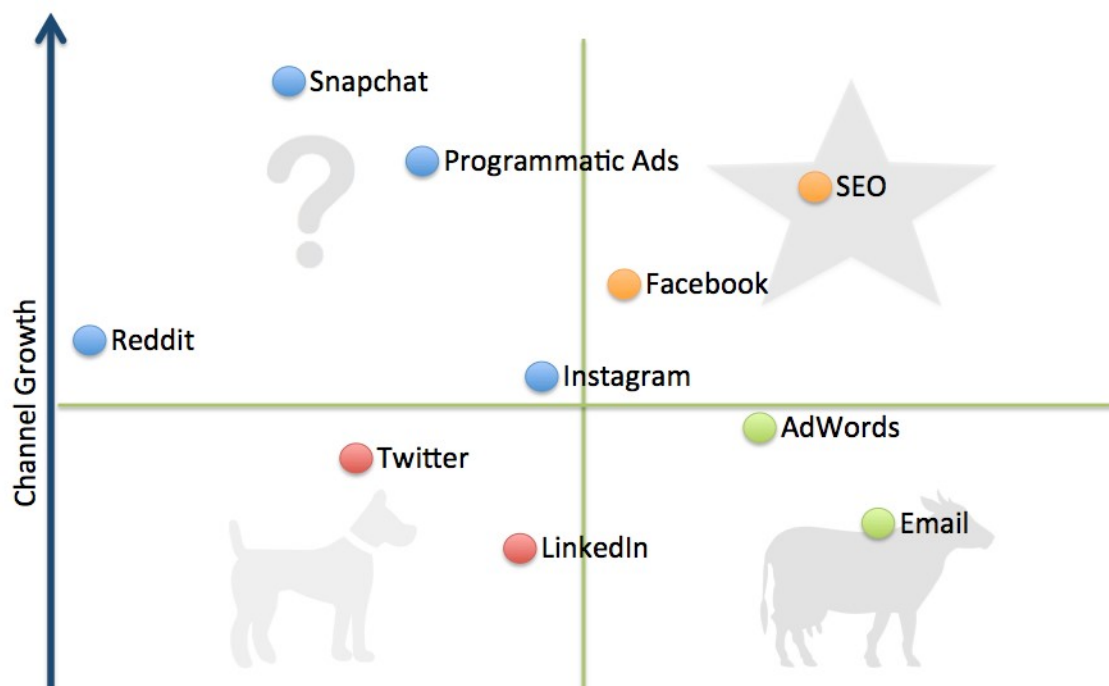 Snapchat
Programmatic Ads
SEO
Facebook
Reddit
Instagram
AdWords
Twitter
Email
LinkedIn
Channel Growth
?